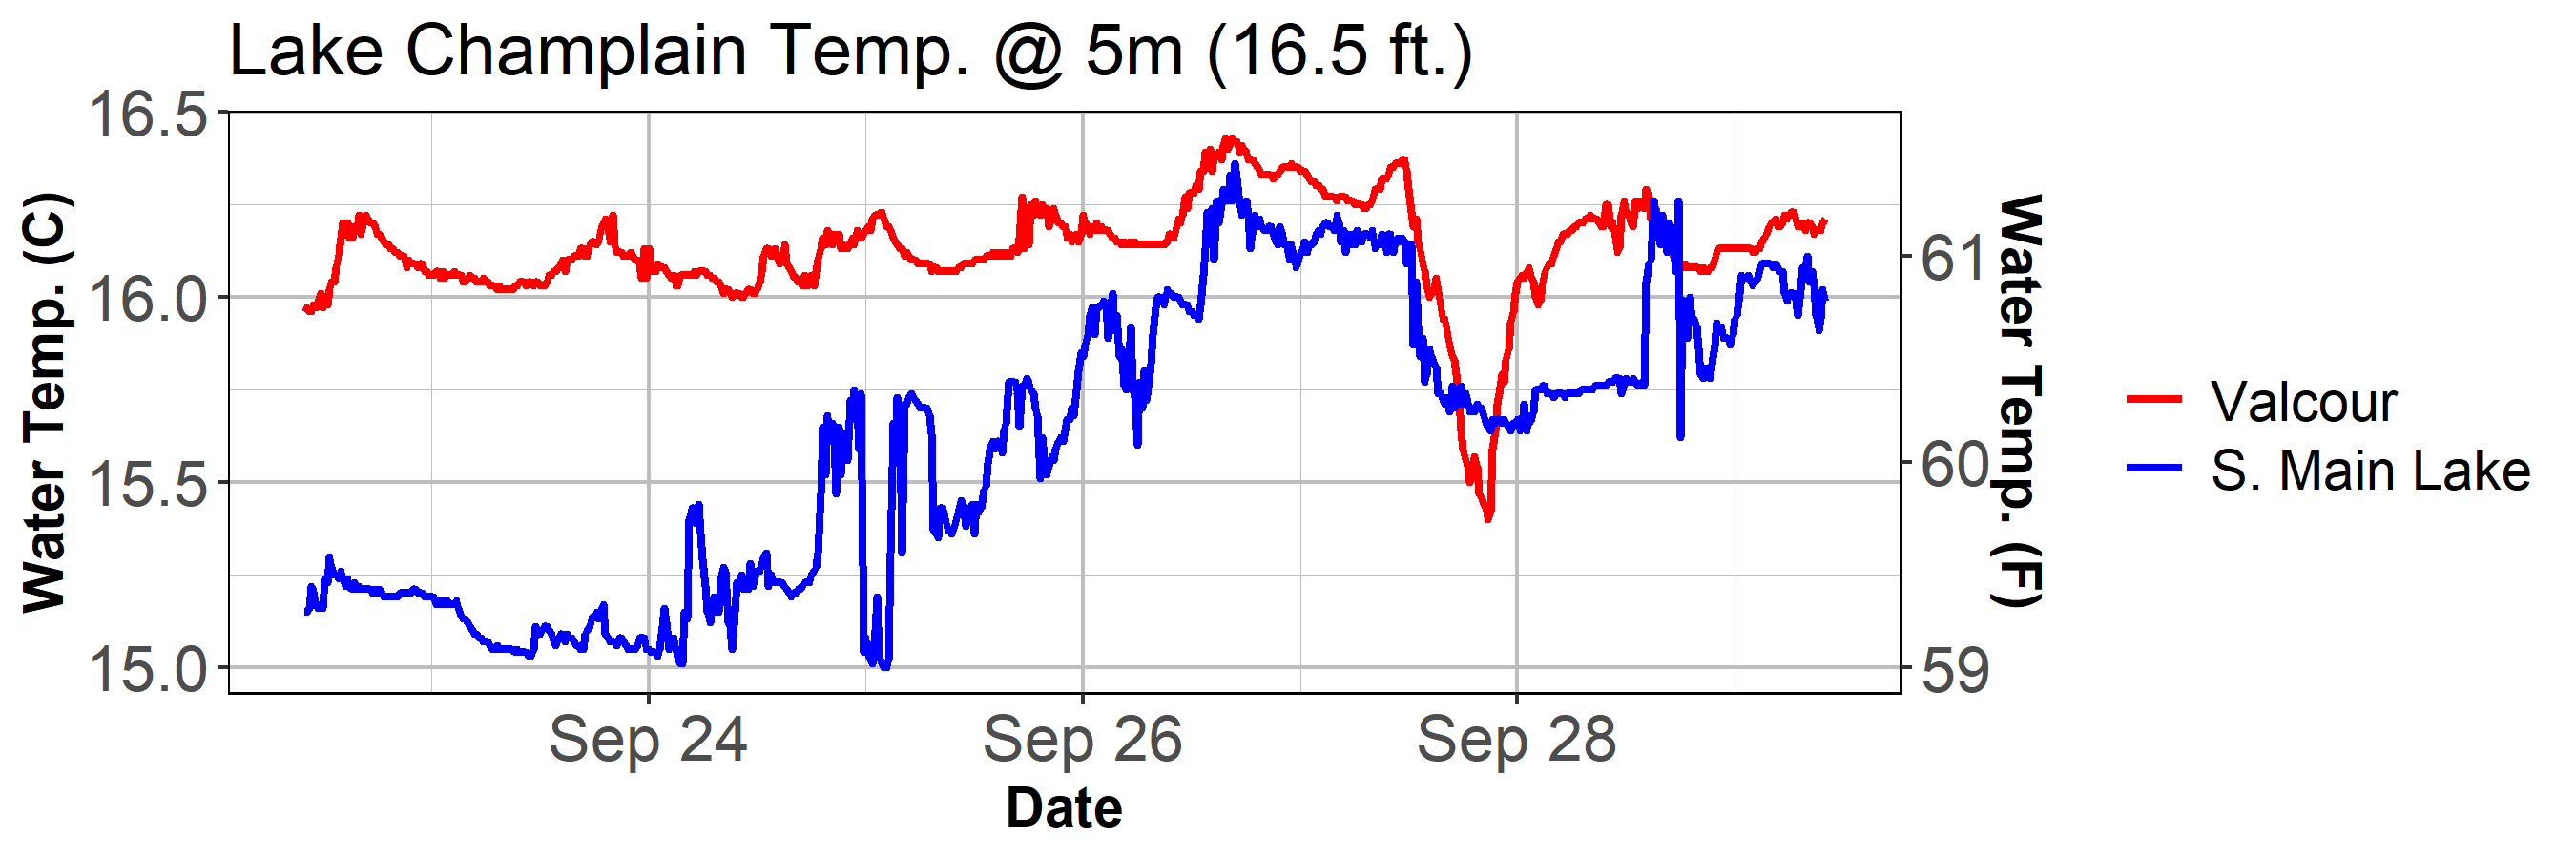 Lake Champlain Temp. @ 5m (16.5 ft.)
Water Temp. (C)
16.5
16.0
15.5
15.0
61
60
59
Water Temp. (F)
Sep 24
Sep 26
Sep 28
Date
Valcour
S. Main Lake